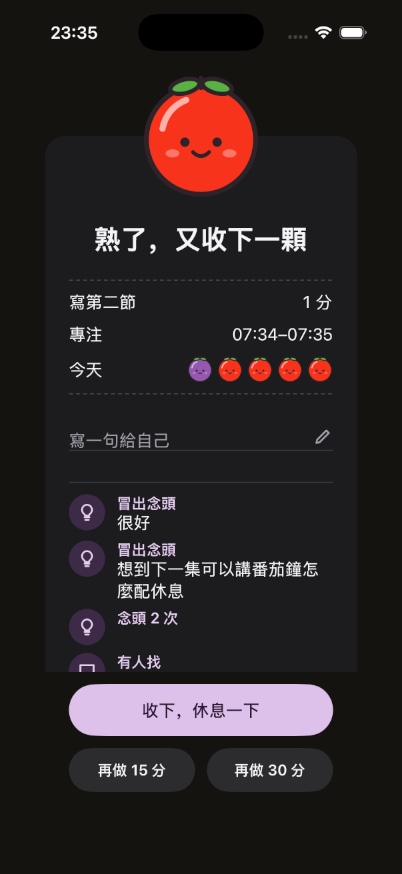 23:35
熟了，又收下一顆
寫第二節 1 分
專注 07:34–07:35
今天
寫一句給自己
冒出念頭
很好
冒出念頭
想到下一集可以講番茄鐘怎
麼配休息
念頭 2 次
有人找
收下，休息一下
再做 15 分 再做 30 分